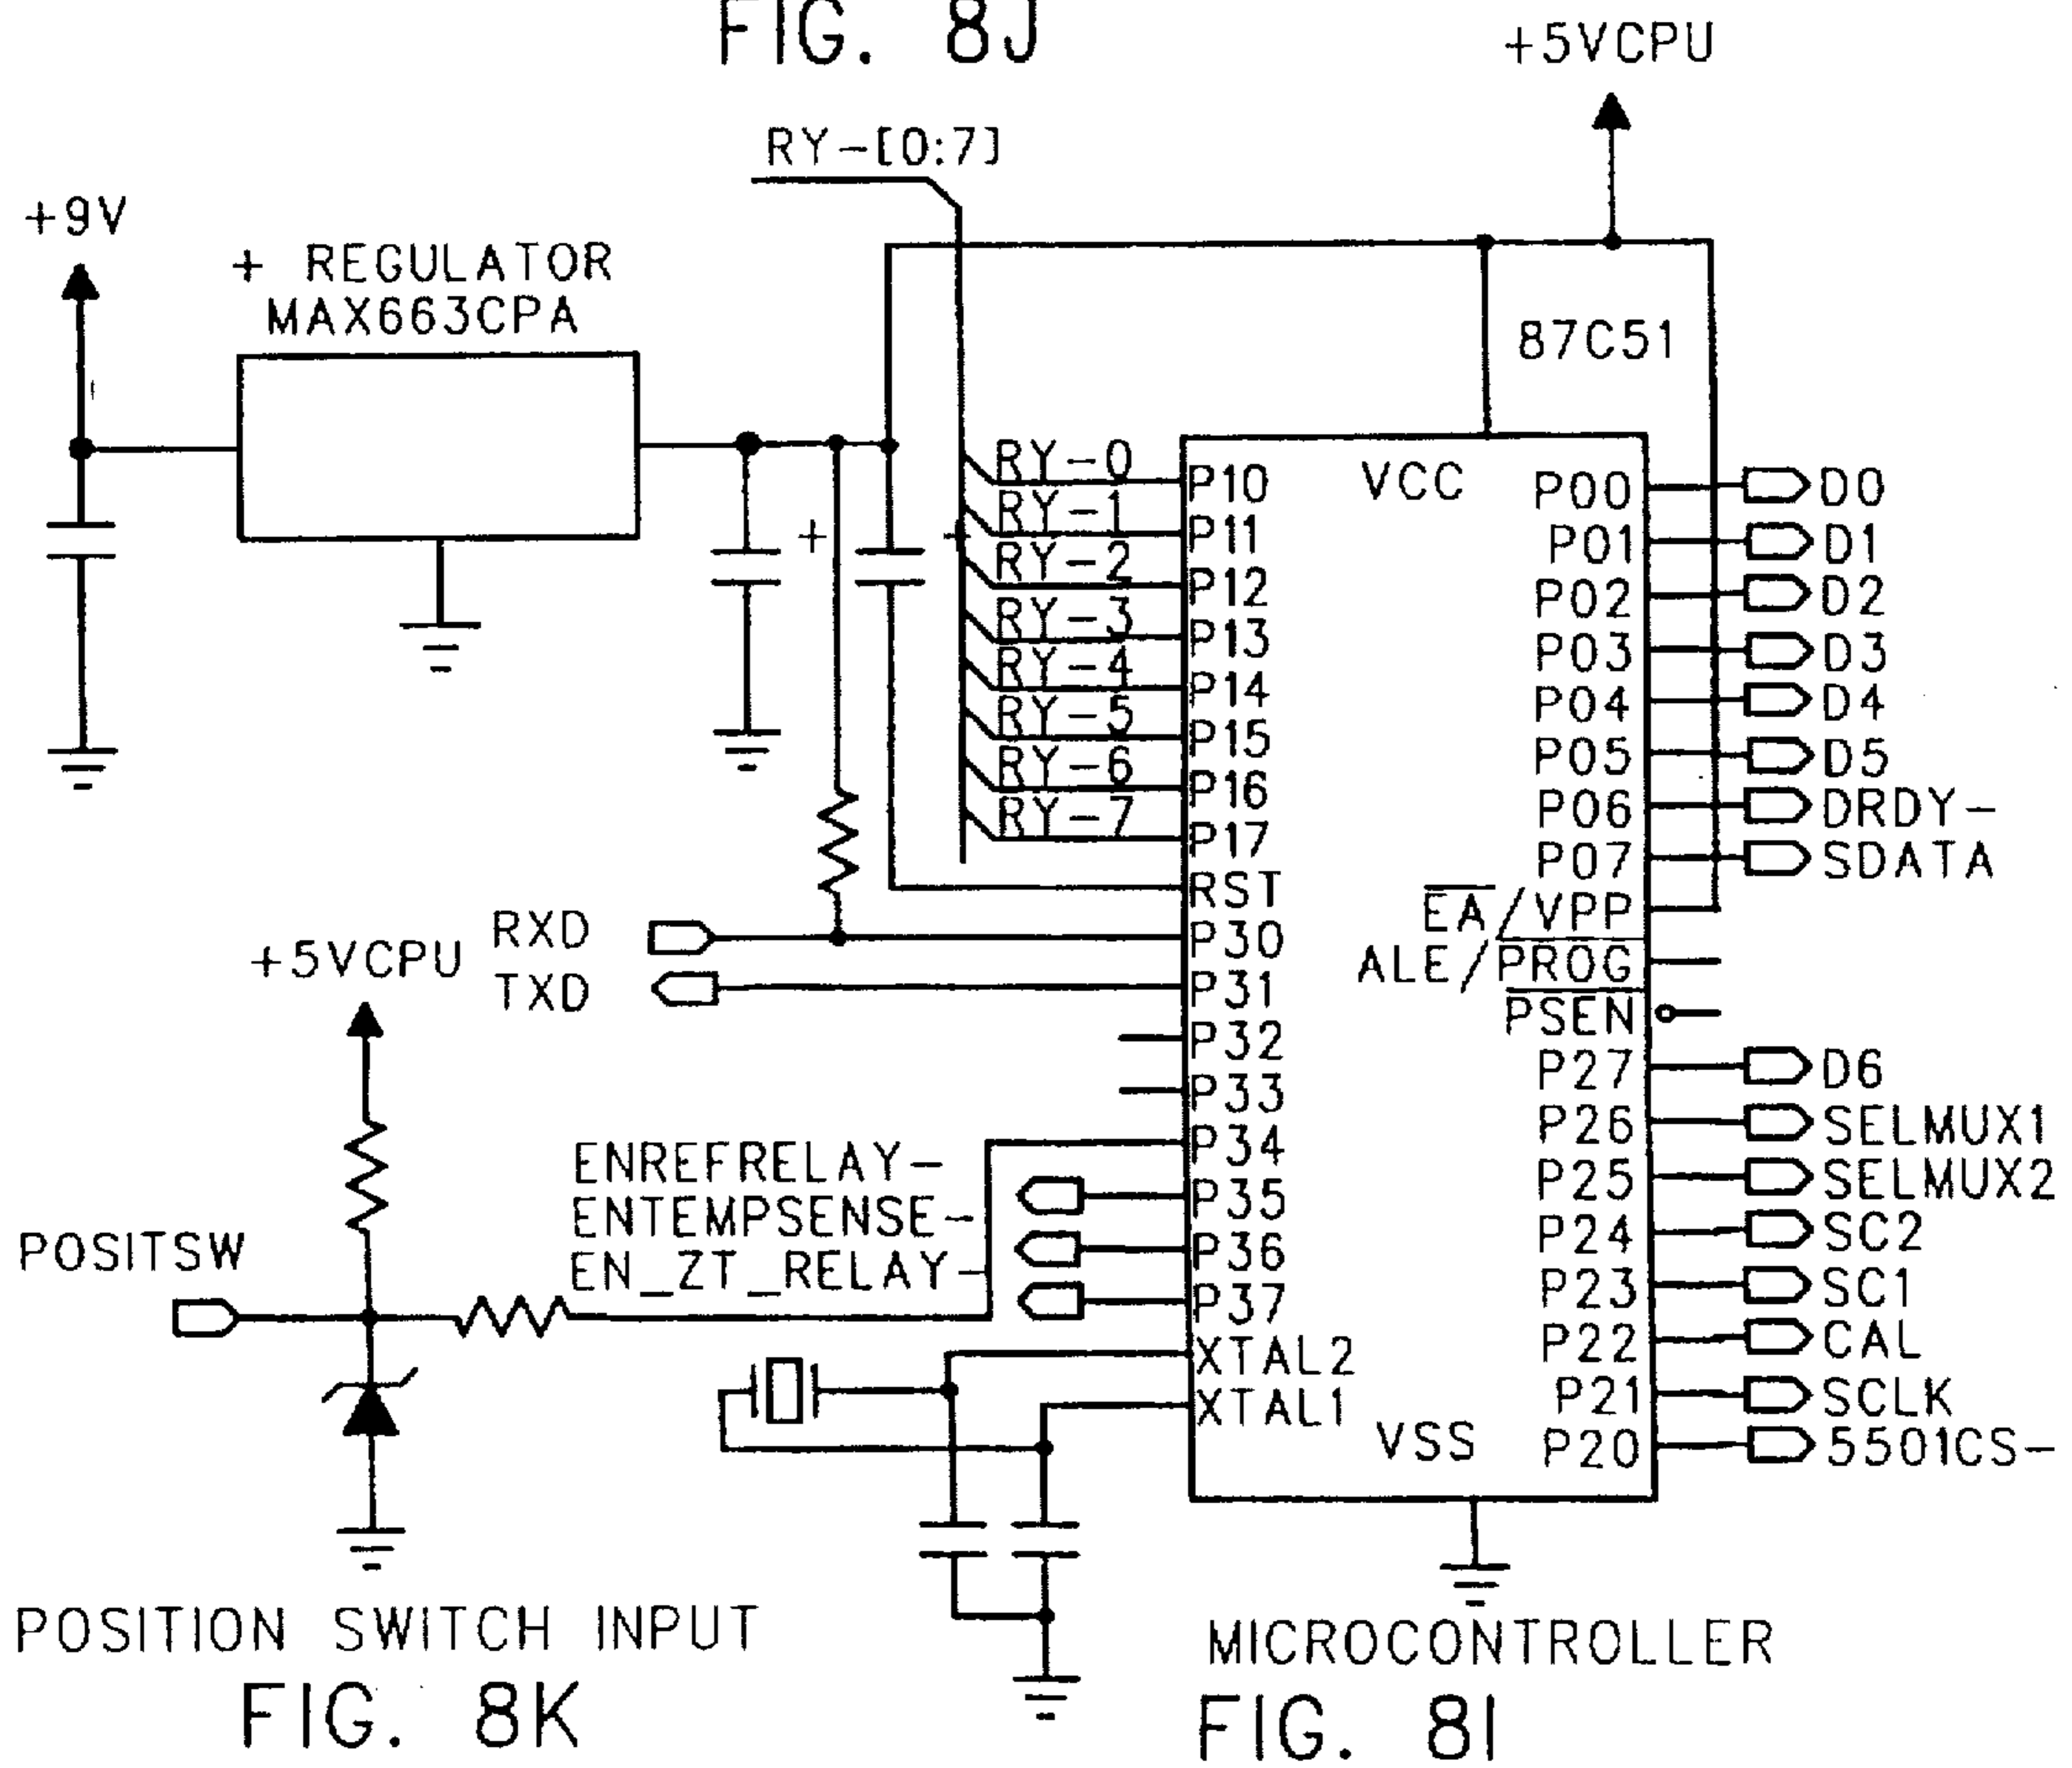 FIG. 8J
+5VCPU
RY-[0:7]
+9V
+ REGULATOR
MAX663CPA
87C51
VCC
RY-0
RY-1
RY-2
RY-3
RY-4
RY-5
RY-6
RY-7
+
+
P10
P11
P12
P13
P14
P15
P16
P17
RST
P30
P31
P32
P33
P34
P35
P36
P37
XTAL2
XTAL1
VSS
P00
P01
P02
P03
P04
P05
P06
P07
EA/VPP
ALE/PROG
PSEN
P27
P26
P25
P24
P23
P22
P21
P20
D0
D1
D2
D3
D4
D5
DRDY-
SDATA
D6
SELMUX1
SELMUX2
SC2
SC1
CAL
SCLK
5501CS-
RXD
TXD
+5VCPU
ENREFRELAY-
ENTEMPSENSE-
EN_ZT_RELAY-
POSITSW
POSITION SWITCH INPUT
FIG. 8K
MICROCONTROLLER
FIG. 8I